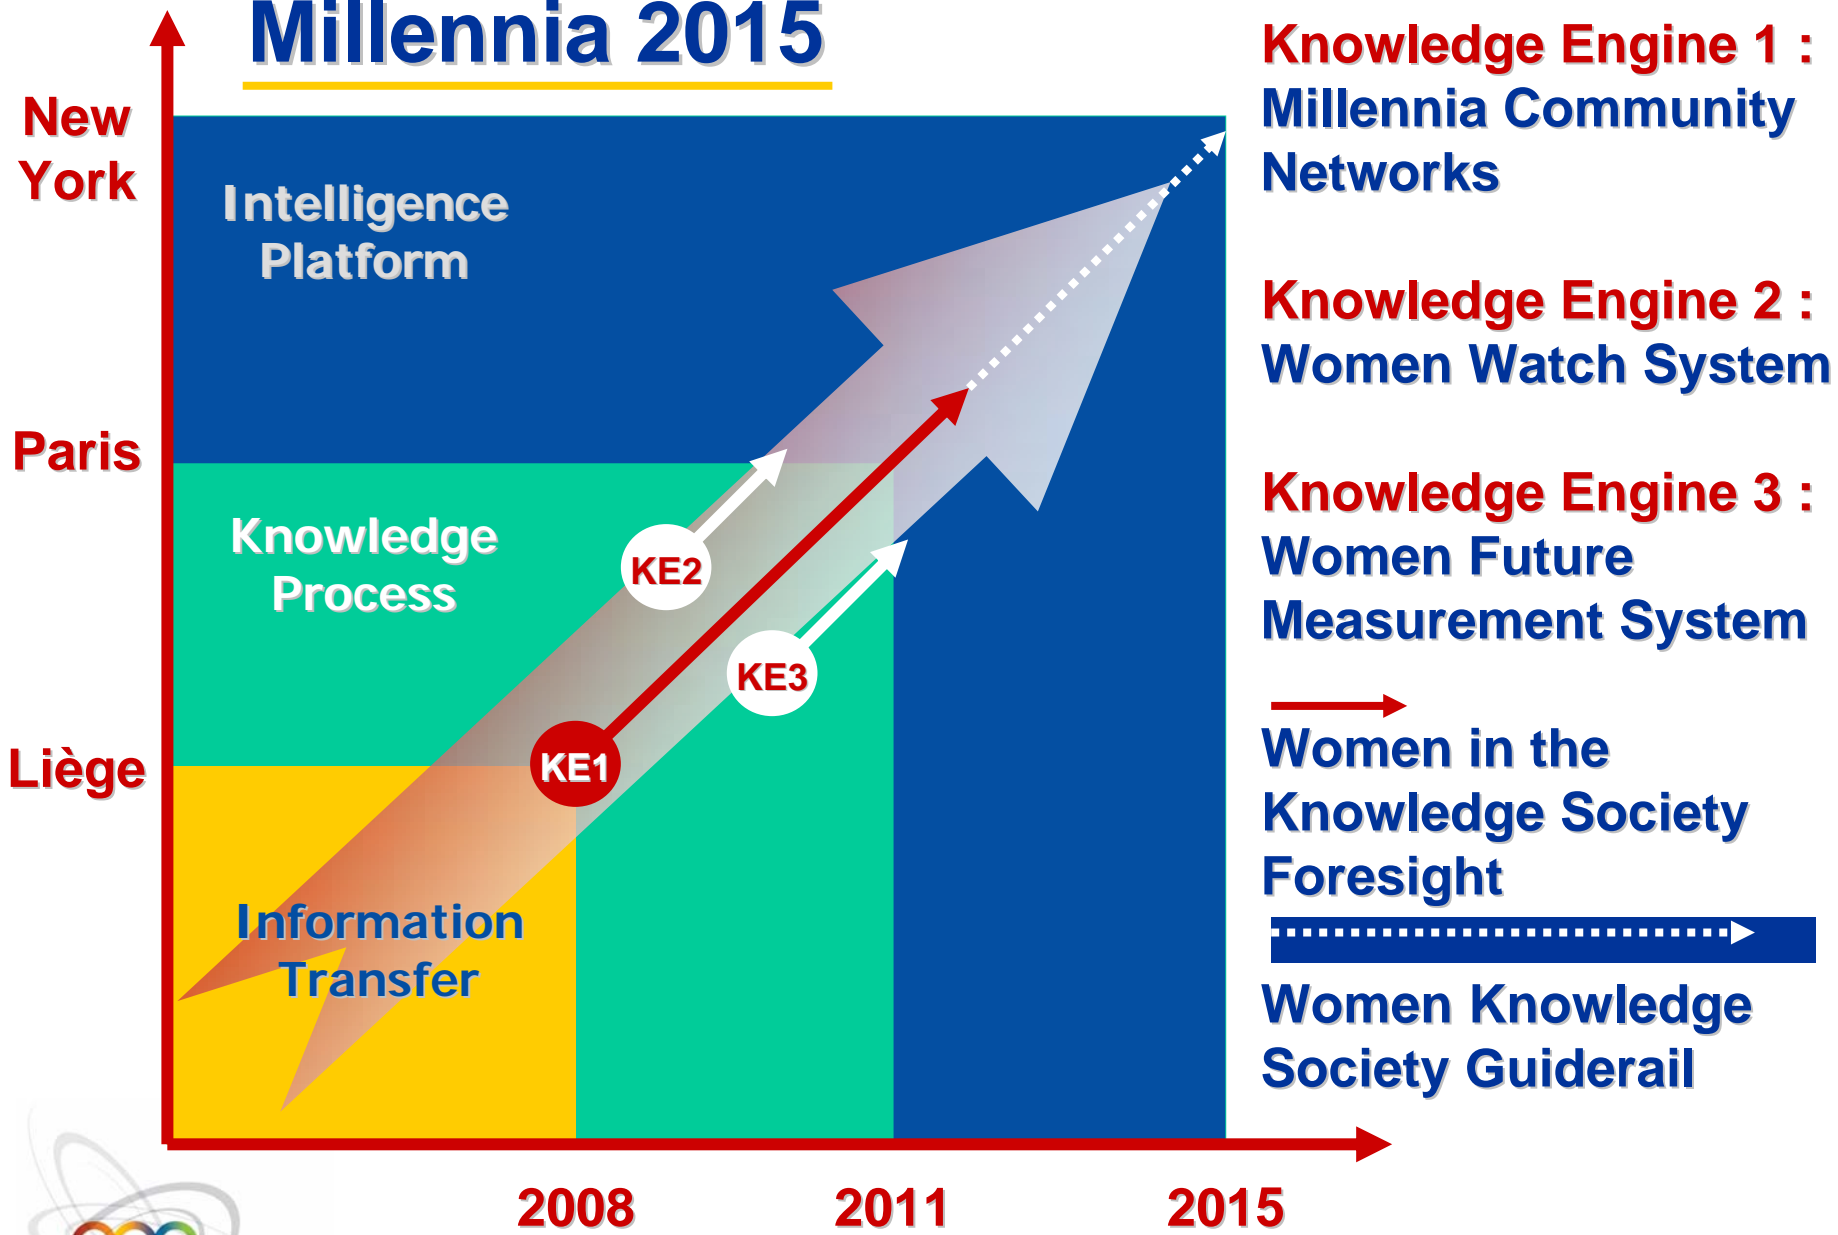 Millennia 2015
New
York
Paris
Liège
Intelligence
Platform
Knowledge
Process
Information
Transfer
KE2
KE3
KE1
2008
2011
2015
Knowledge Engine 1 :
Millennia Community
Networks
Knowledge Engine 2 :
Women Watch System
Knowledge Engine 3 :
Women Future
Measurement System
Women in the
Knowledge Society
Foresight
Women Knowledge
Society Guiderail